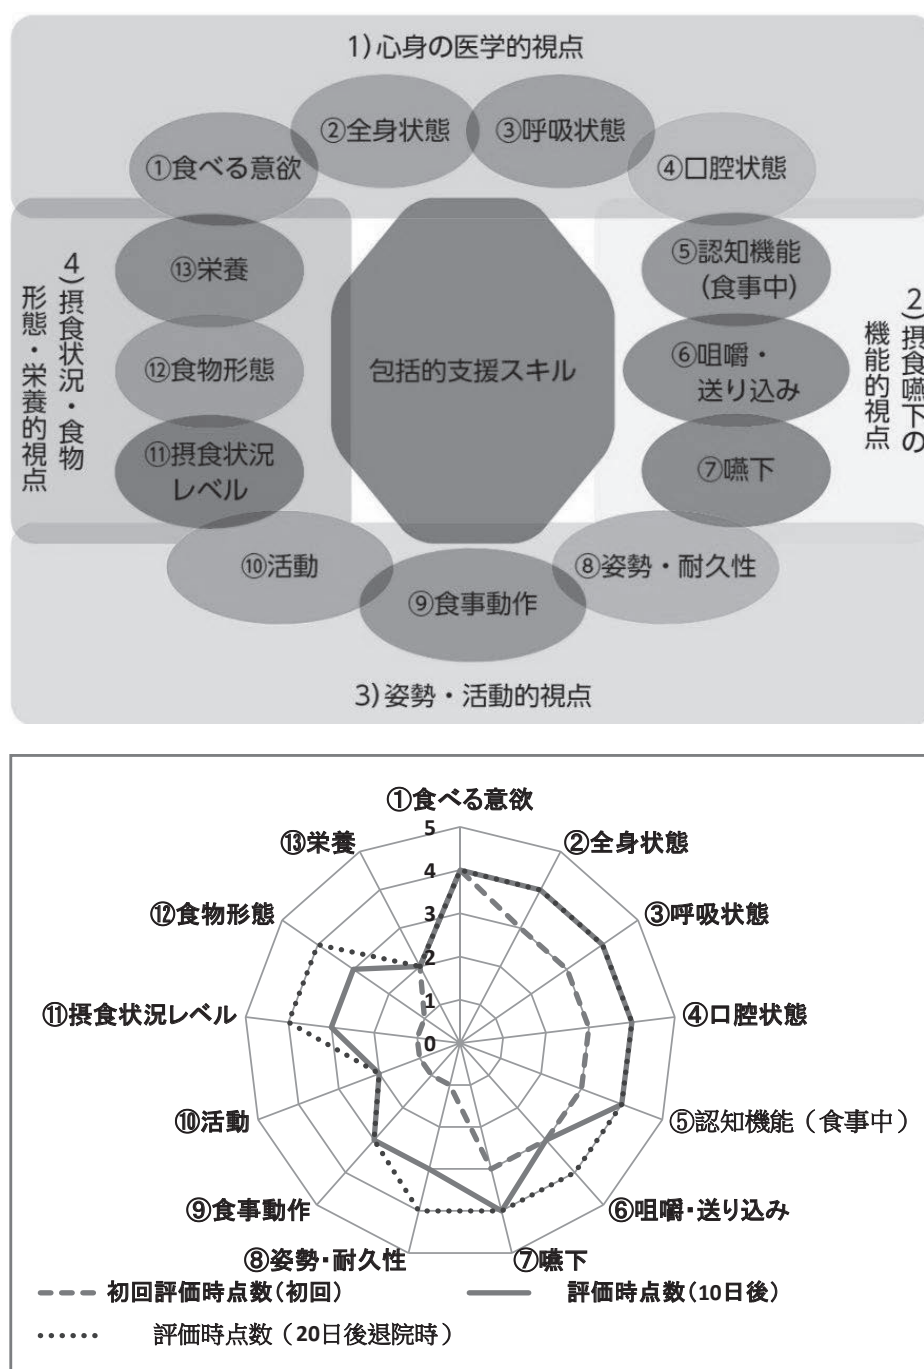 1)心身の医学的視点
②全身状態
③呼吸状態
①食べる意欲
④口腔状態
⑬栄養
⑤認知機能
(食事中)
4)摂食状況・食物
形態・栄養的視点
⑫食物形態
包括的支援スキル
⑥咀嚼・
送り込み
2)摂食嚥下の
機能的視点
⑪摂食状況
レベル
⑦嚥下
⑩活動
⑧姿勢・耐久性
⑨食事動作
3)姿勢・活動的視点
①食べる意欲
⑬栄養
5
②全身状態
4
⑫食物形態
3
③呼吸状態
2
⑪摂食状況レベル
1
④口腔状態
0
⑩活動
⑤認知機能(食事中)
⑨食事動作
⑥咀嚼・送り込み
⑧姿勢・耐久性
⑦嚥下
初回評価時点数(初回)
評価時点数(10日後)
評価時点数(20日後退院時)